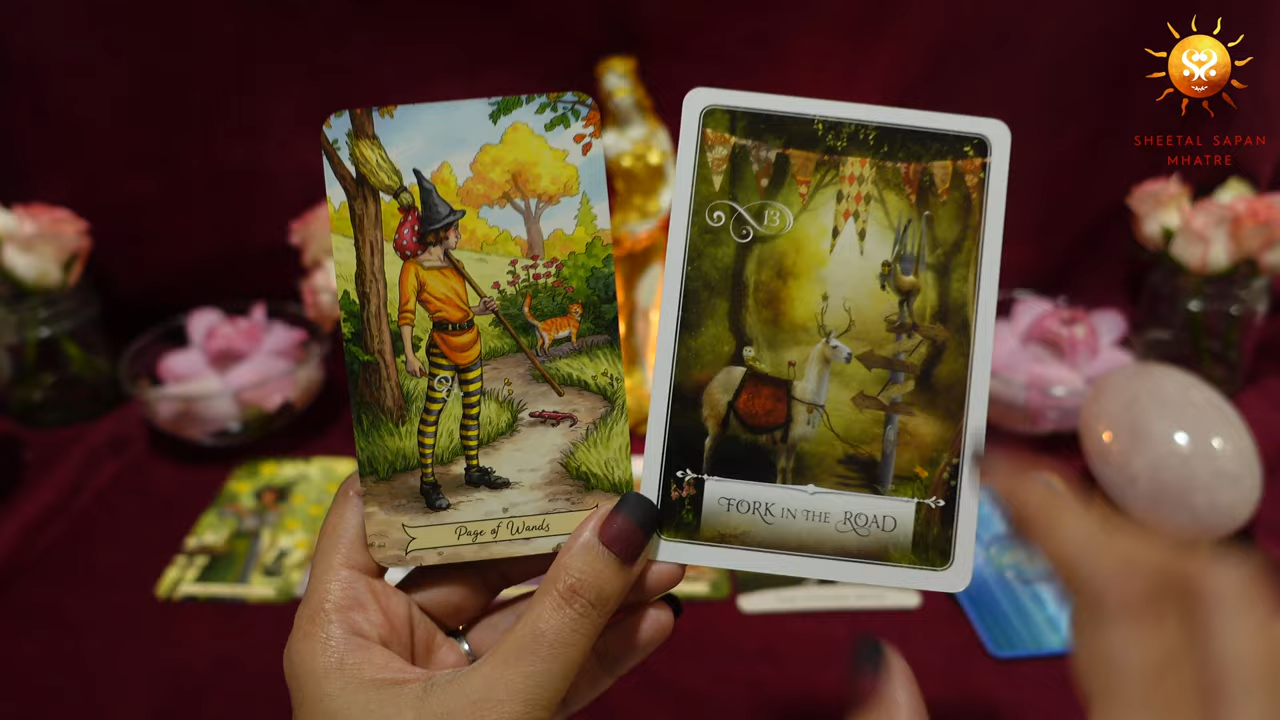 SHEETAL SAPAN
MHATRE
13
Page of Wands
FORK IN THE ROAD